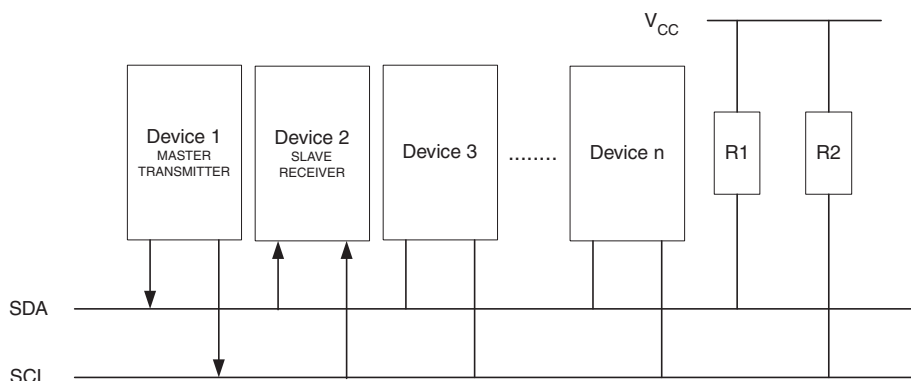 VCC
Device 1
MASTER
TRANSMITTER
Device 2
SLAVE
RECEIVER
Device 3
........
Device n
R1
R2
SDA
SCL